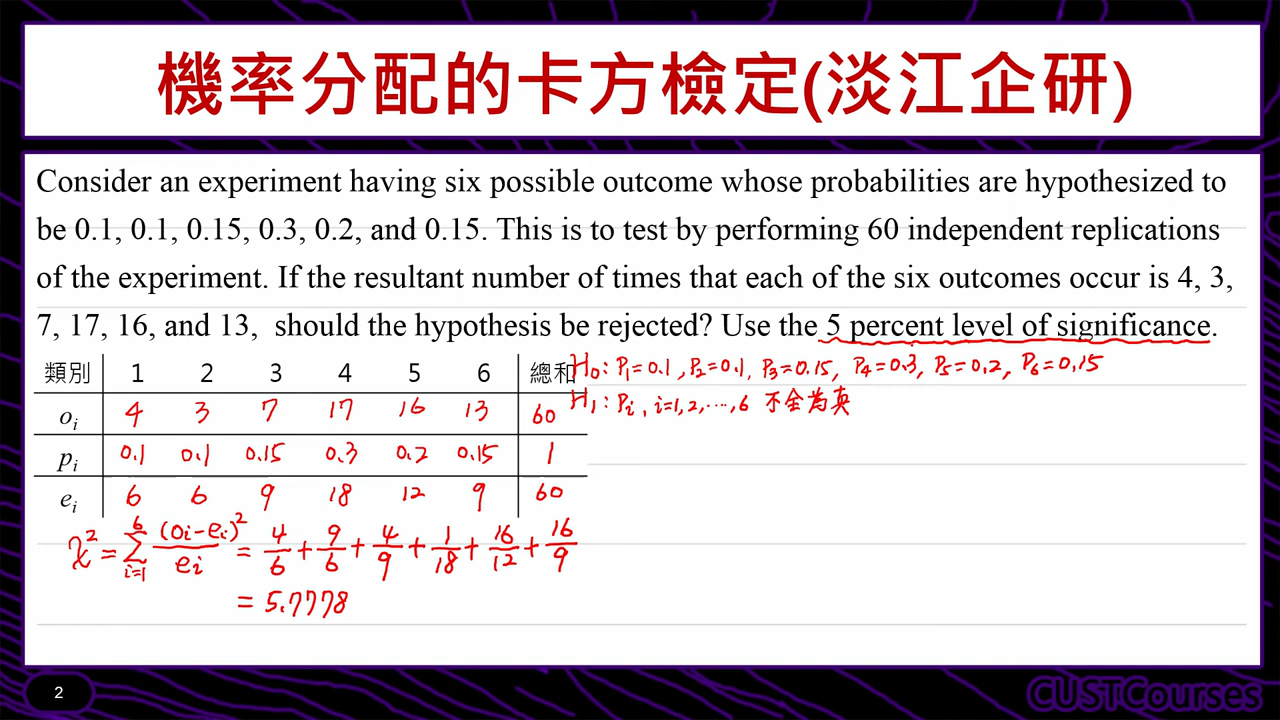 機率分配的卡方檢定(淡江企研)
Consider an experiment having six possible outcome whose probabilities are hypothesized to
be 0.1, 0.1, 0.15, 0.3, 0.2, and 0.15. This is to test by performing 60 independent replications
of the experiment. If the resultant number of times that each of the six outcomes occur is 4, 3,
7, 17, 16, and 13, should the hypothesis be rejected? Use the 5 percent level of significance.
類別 1 2 3 4 5 6 總和
oᵢ 4 3 7 17 16 13 60
pᵢ 0.1 0.1 0.15 0.3 0.2 0.15 1
eᵢ 6 6 9 18 12 9 60
H₀: P₁=0.1, P₂=0.1, P₃=0.15, P₄=0.3, P₅=0.2, P₆=0.15
H₁: Pᵢ, i=1,2,…,6 不全為真
χ² = Σᵢ₌₁⁶ (oᵢ-eᵢ)²/eᵢ = 4/6 + 9/6 + 4/9 + 1/18 + 16/12 + 16/9
= 5.7778
2
CUSTCourses